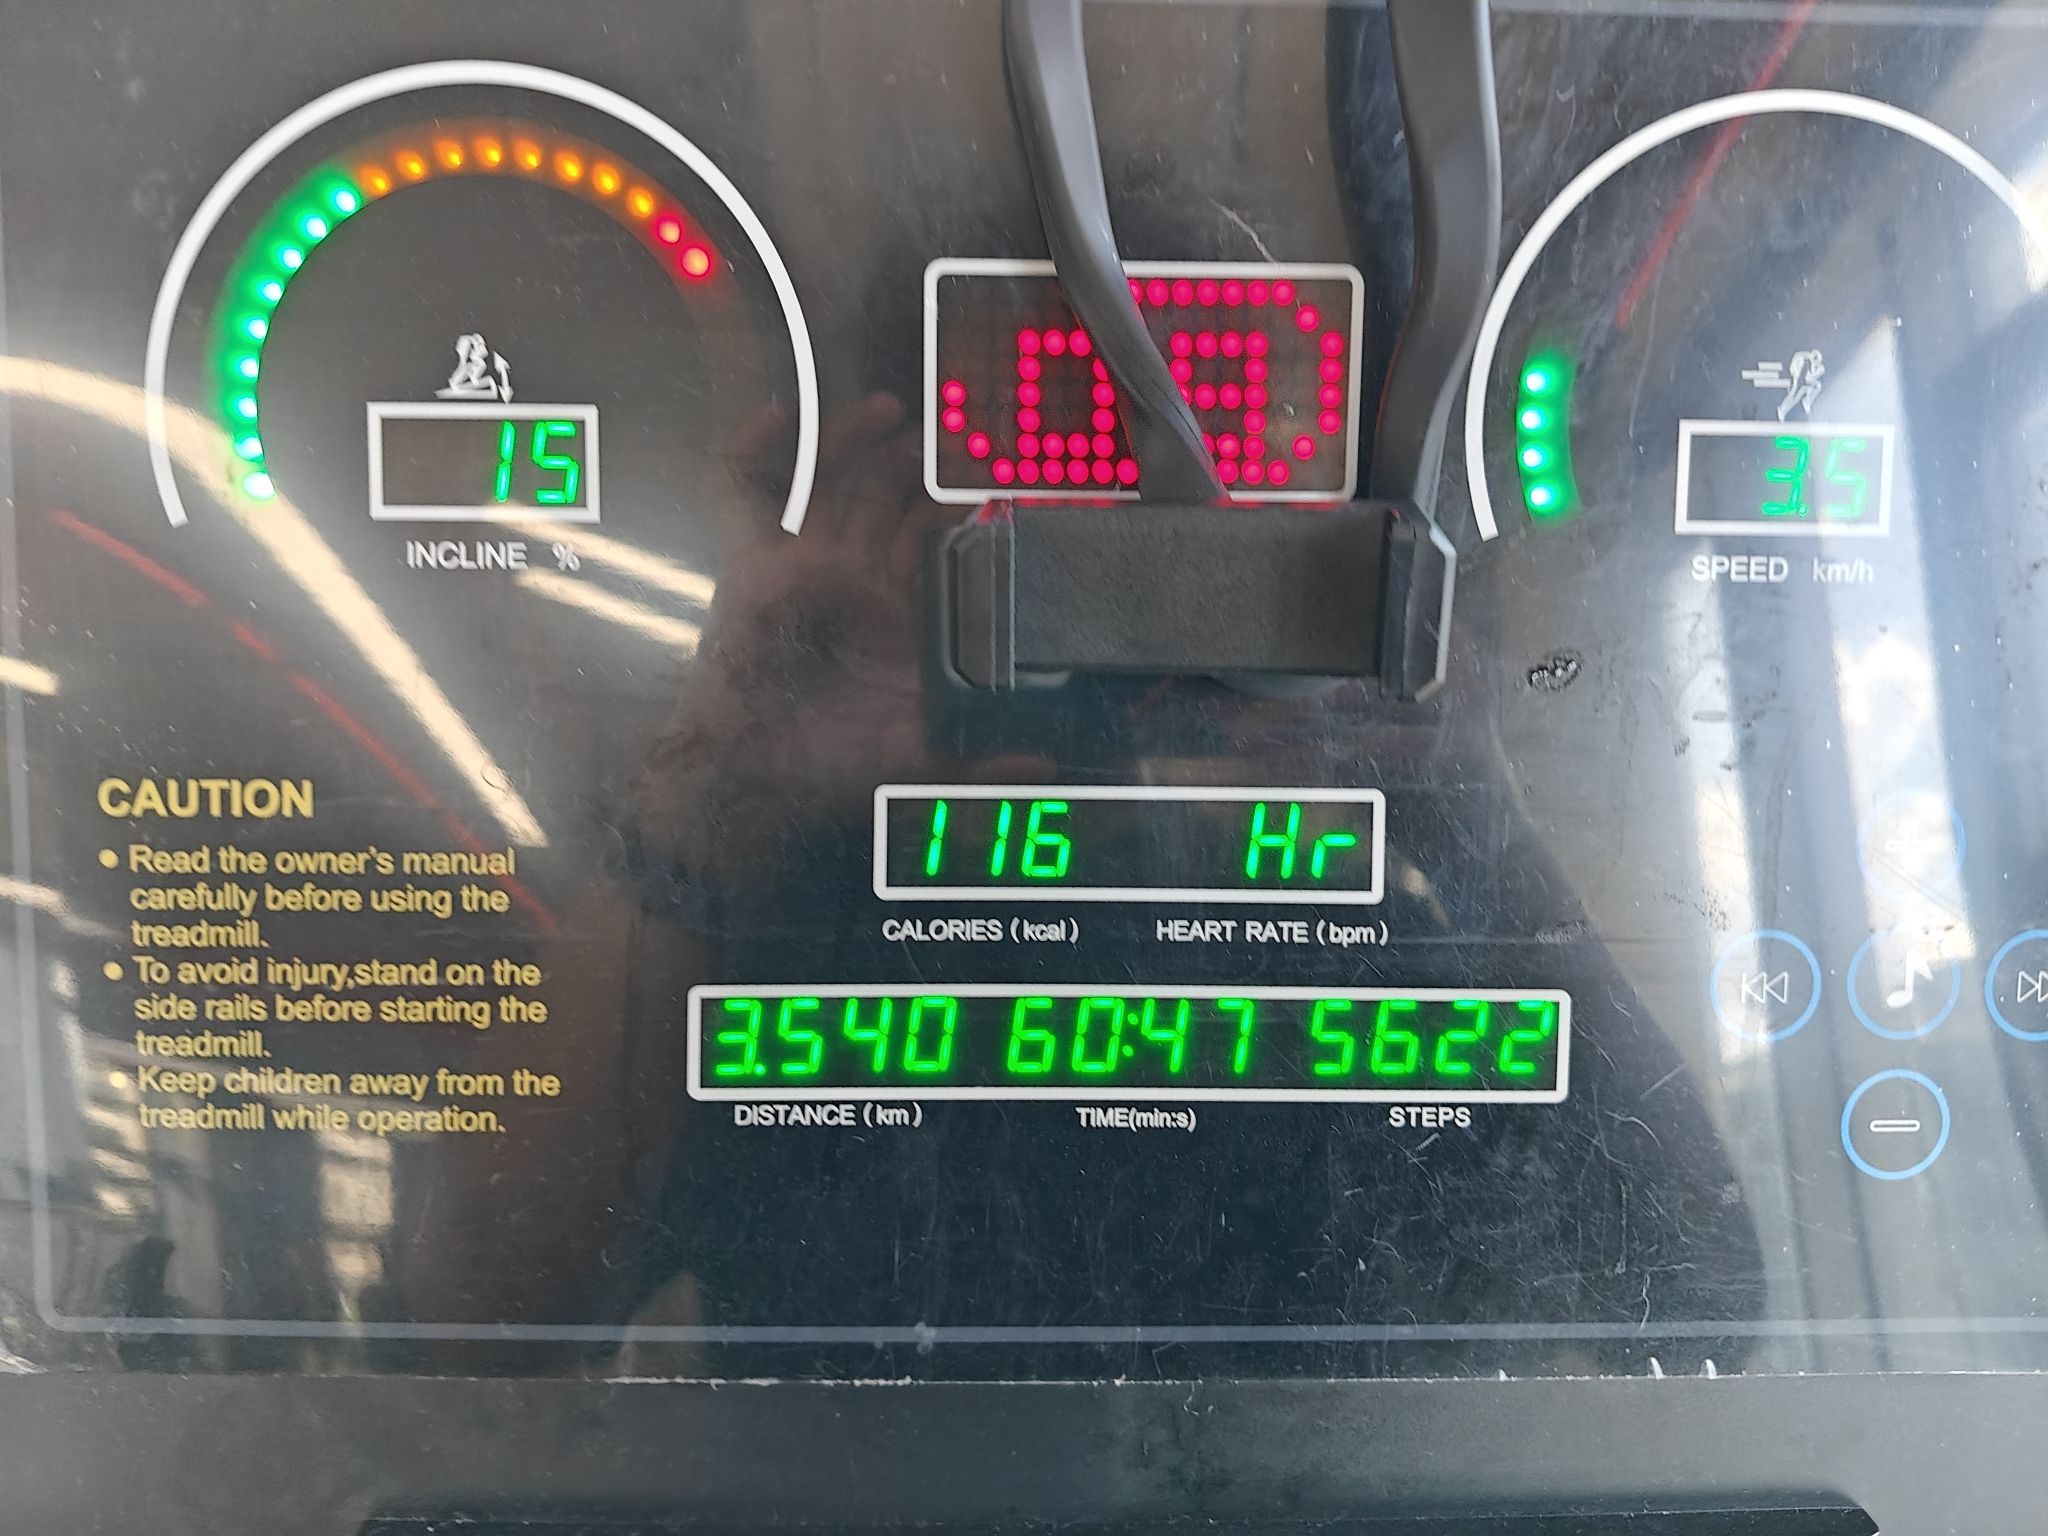 15
INCLINE %
3.5
SPEED km/h
CAUTION
● Read the owner's manual
carefully before using the
treadmill.
● To avoid injury,stand on the
side rails before starting the
treadmill.
● Keep children away from the
treadmill while operation.
116 Hr
CALORIES (kcal) HEART RATE (bpm)
3.540 60:47 5622
DISTANCE (km) TIME(min:s) STEPS